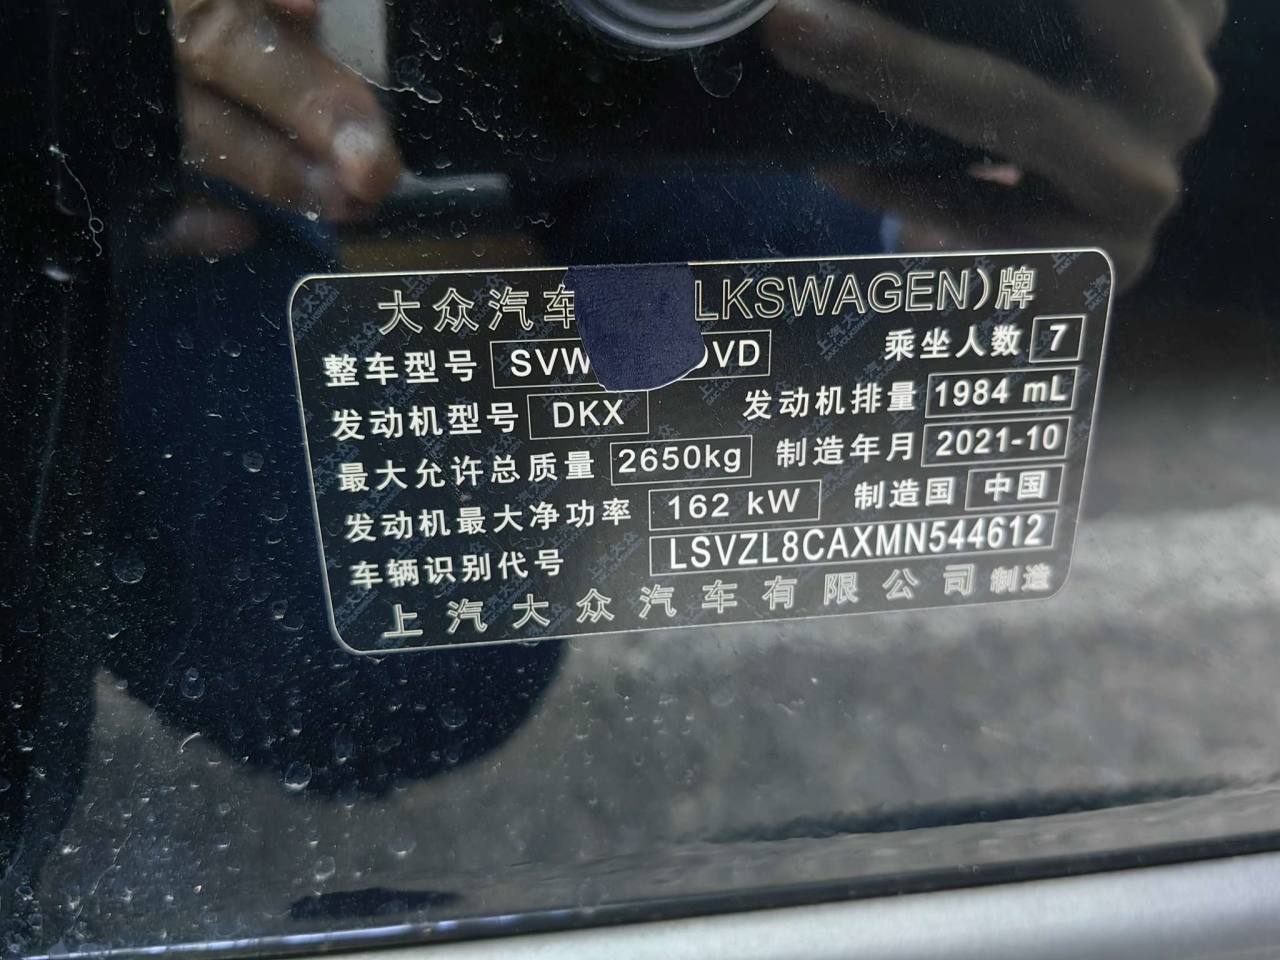 大众汽车 LKSWAGEN)牌
整车型号 SVW DVD 乘坐人数 7
发动机型号 DKX 发动机排量 1984 mL
最大允许总质量 2650kg 制造年月 2021-10
发动机最大净功率 162 kW 制造国 中国
车辆识别代号 LSVZL8CAXMN544612
上汽大众汽车有限公司 制造